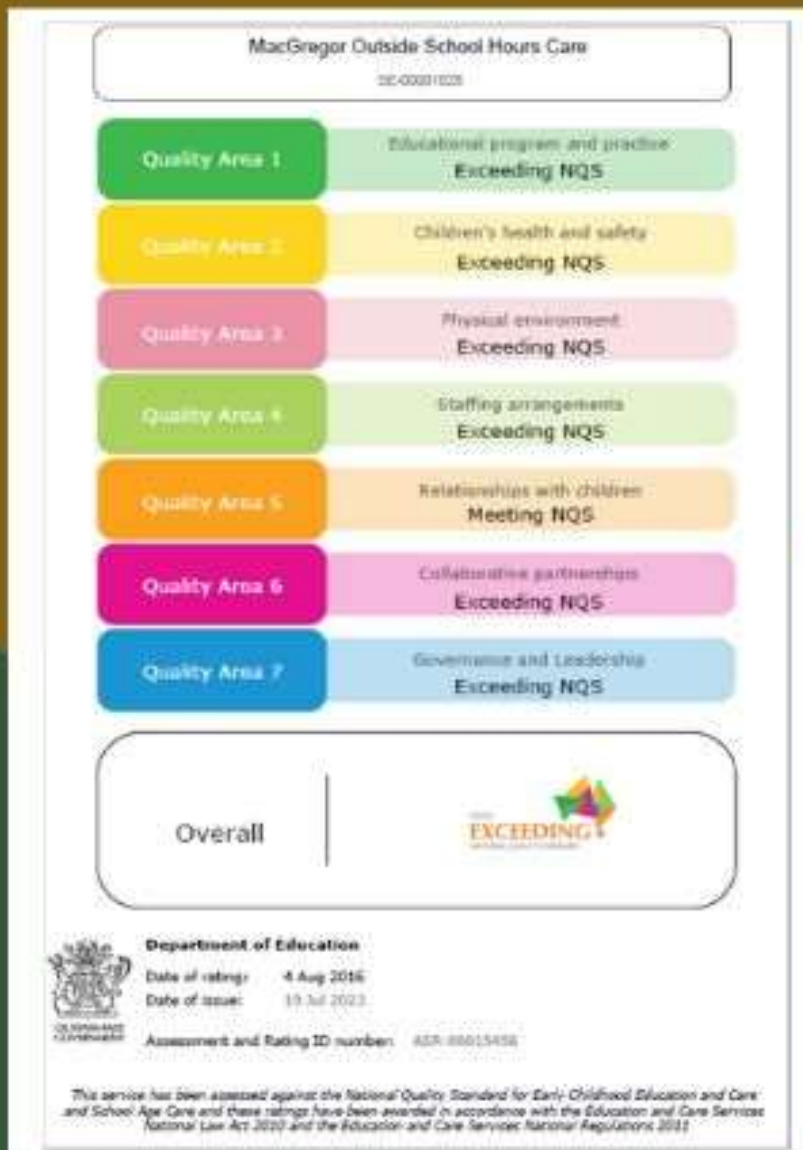 MacGregor Outside School Hours Care
Quality Area 1
Educational program and practice
Exceeding NQS
Quality Area 2
Children's health and safety
Exceeding NQS
Quality Area 3
Physical environment
Exceeding NQS
Quality Area 4
Staffing arrangements
Exceeding NQS
Quality Area 5
Relationships with children
Meeting NQS
Quality Area 6
Collaborative partnerships
Exceeding NQS
Quality Area 7
Governance and Leadership
Exceeding NQS
Overall
EXCEEDING
Department of Education
Date of rating: 4 Aug 2016
Date of issue: 19 Jul 2023
QUEENSLAND
GOVERNMENT
Assessment and Rating ID number:
This service has been assessed against the National Quality Standard for Early Childhood Education and Care
and School Age Care and these ratings have been awarded in accordance with the Education and Care Services
National Law Act 2010 and the Education and Care Services National Regulations 2011